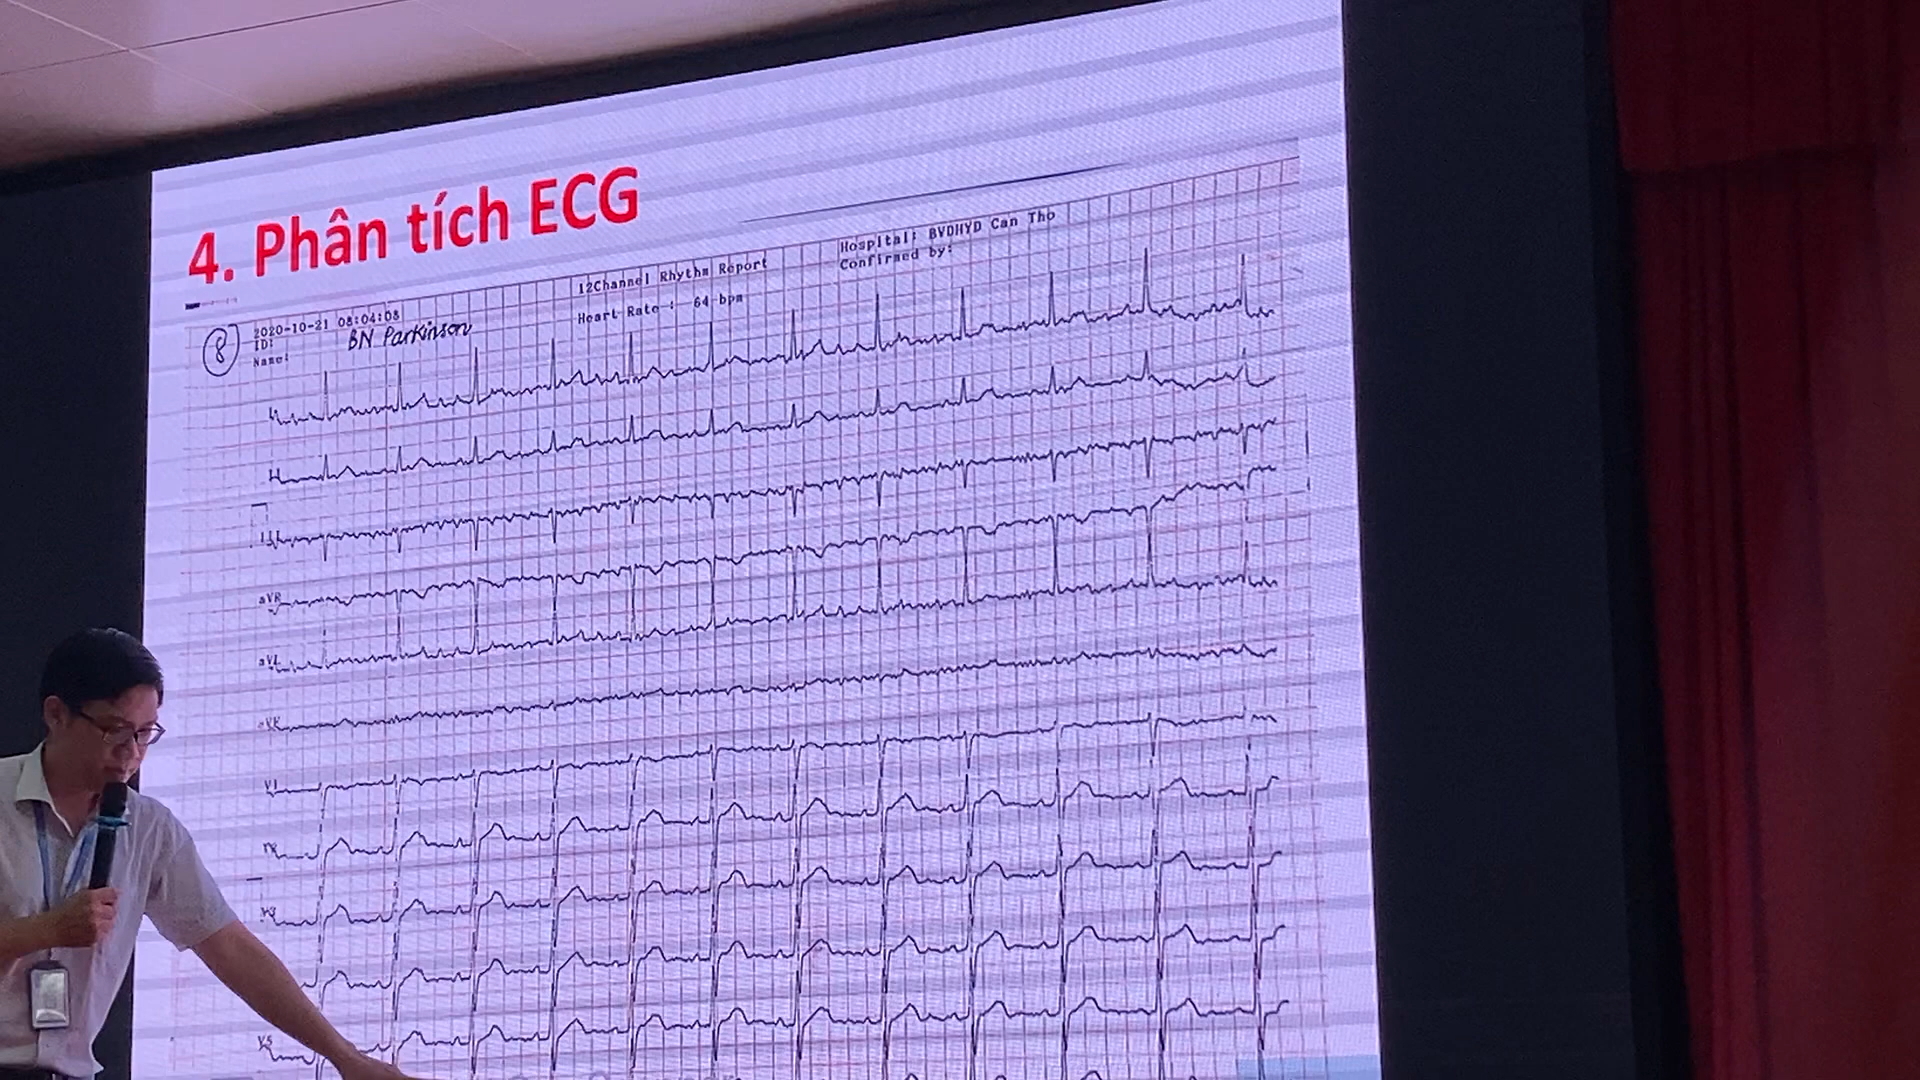 4. Phân tích ECG
12Channel Rhythm Report
Hospital: BVDHYD Can Tho
Heart Rate : 64 bpm
Confirmed by:
8
2020-10-21 08:04:08
ID:
BN Parkinson
Name:
aVR
aVL
V1
V5